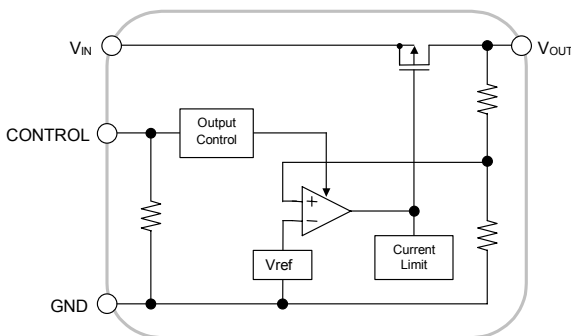 VIN
VOUT
CONTROL
Output
Control
+
−
Vref
Current
Limit
GND